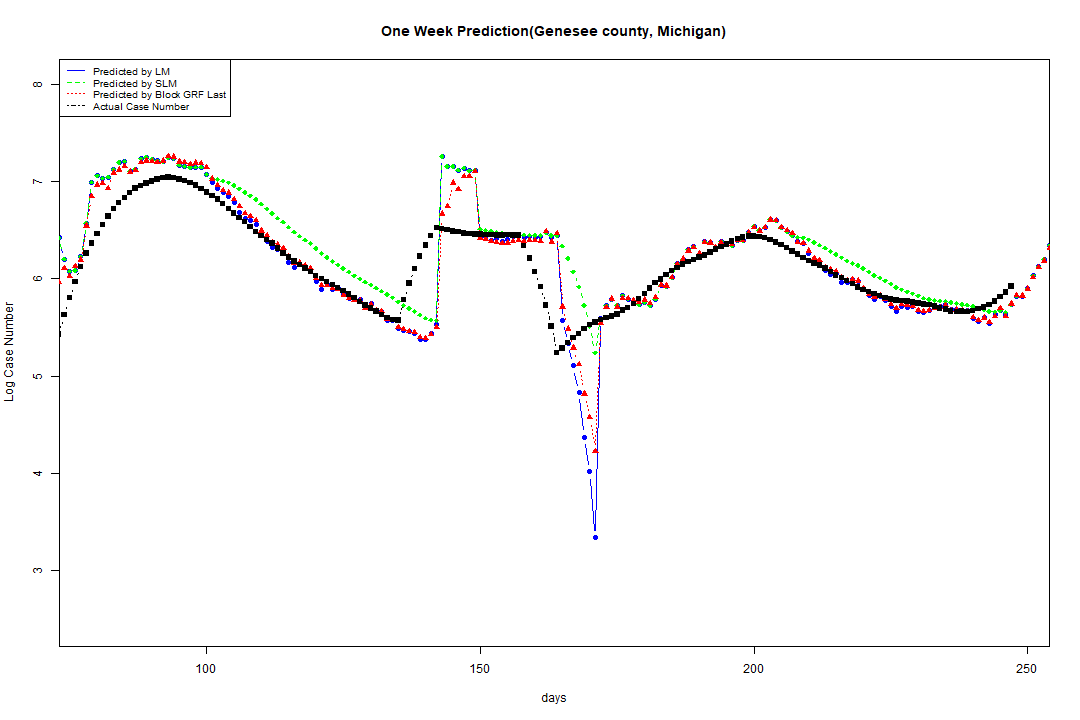 One Week Prediction(Genesee county, Michigan)
Predicted by LM
Predicted by SLM
Predicted by Block GRF Last
Actual Case Number
8
7
6
5
4
3
Log Case Number
100 150 200 250
days